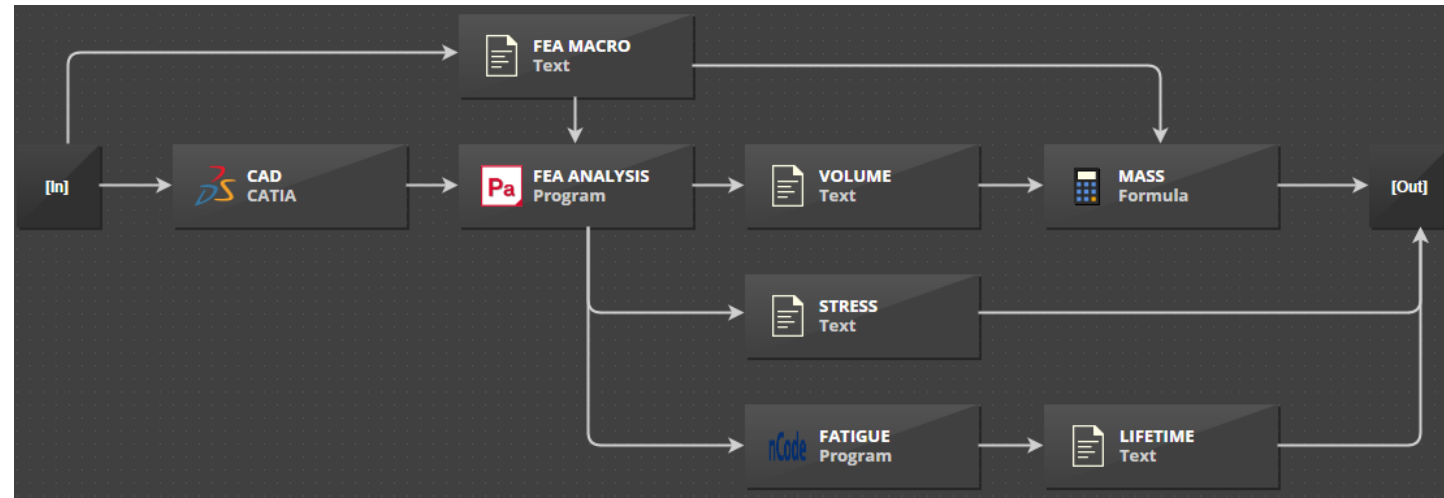 FEA MACRO
Text
[In]
CAD
CATIA
Pa
FEA ANALYSIS
Program
VOLUME
Text
MASS
Formula
[Out]
STRESS
Text
nCode
FATIGUE
Program
LIFETIME
Text